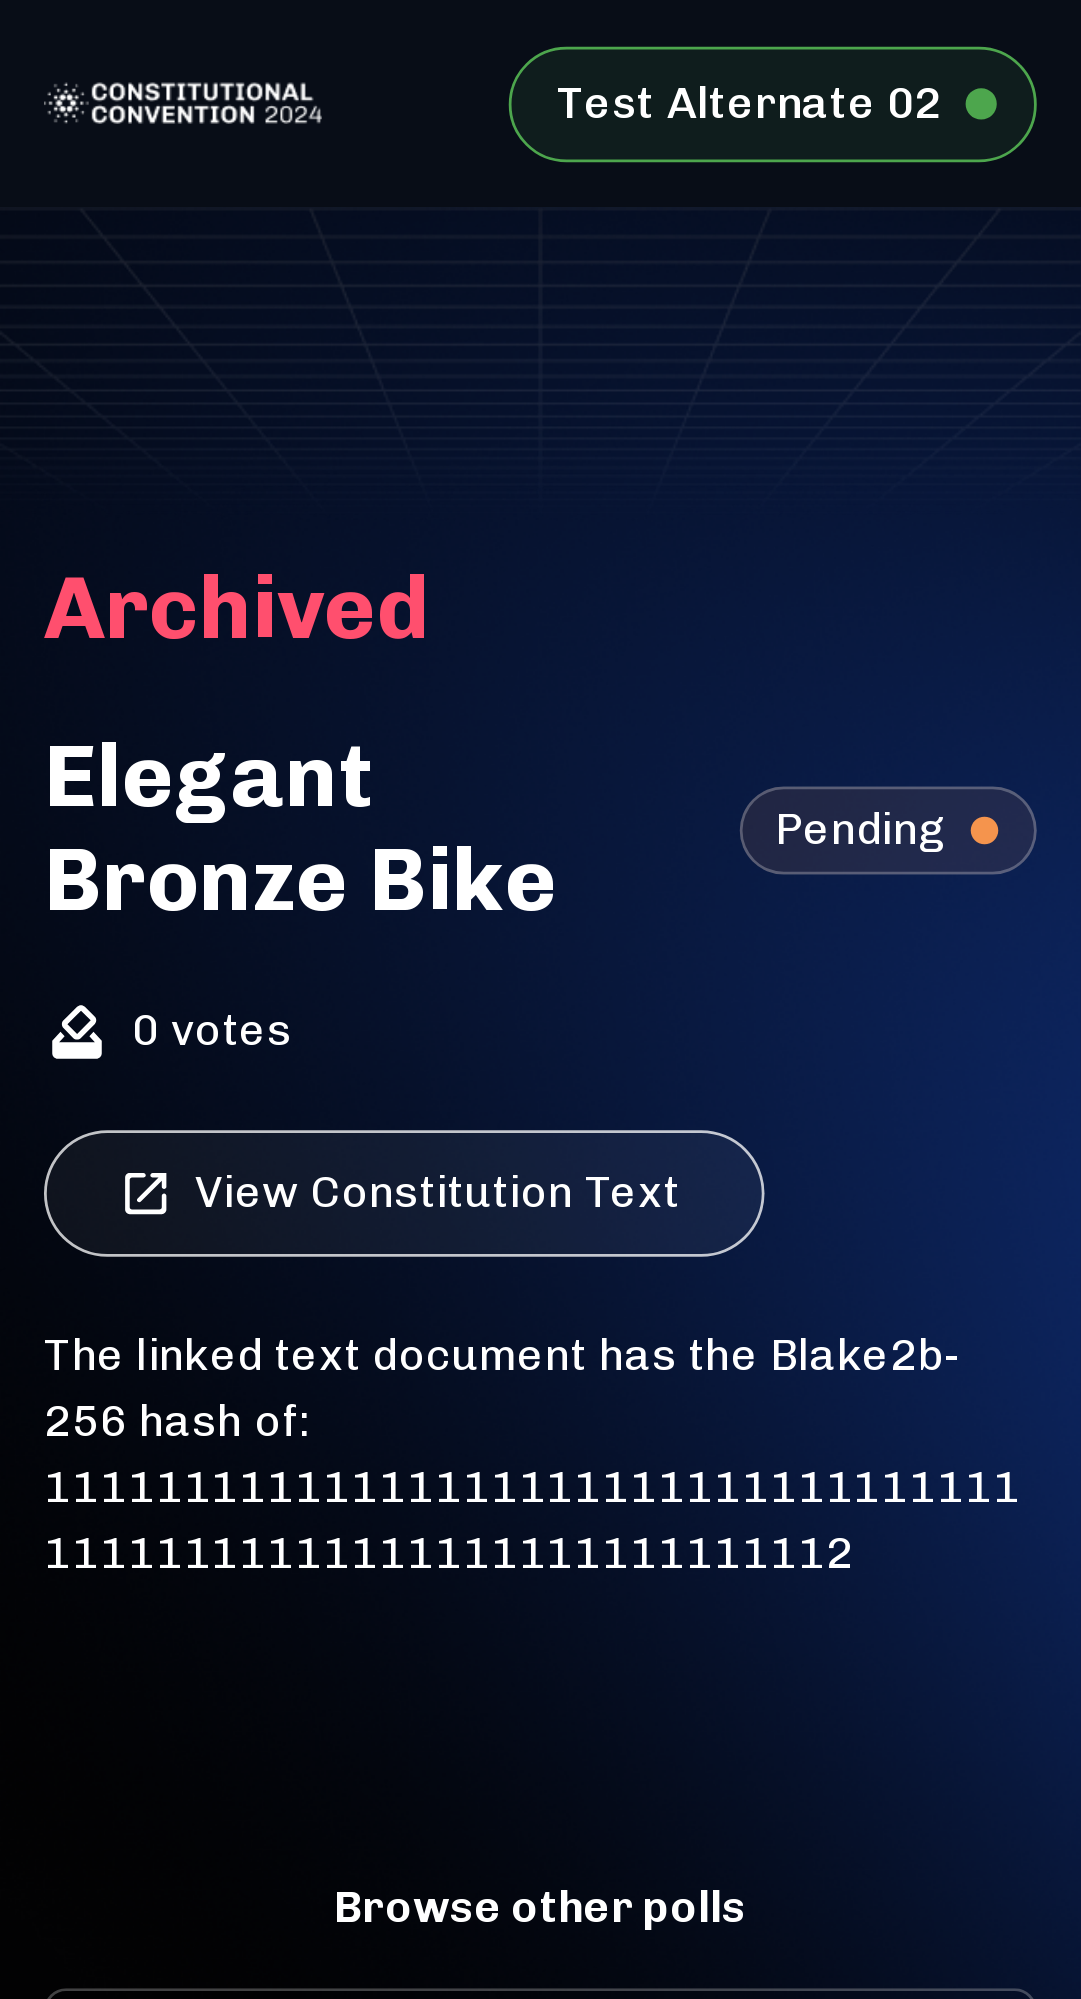 CONSTITUTIONAL
CONVENTION 2024
Test Alternate 02
Archived
Elegant
Bronze Bike
Pending
0 votes
View Constitution Text
The linked text document has the Blake2b-
256 hash of:
11111111111111111111111111111111111
11111111111111111111111111112
Browse other polls